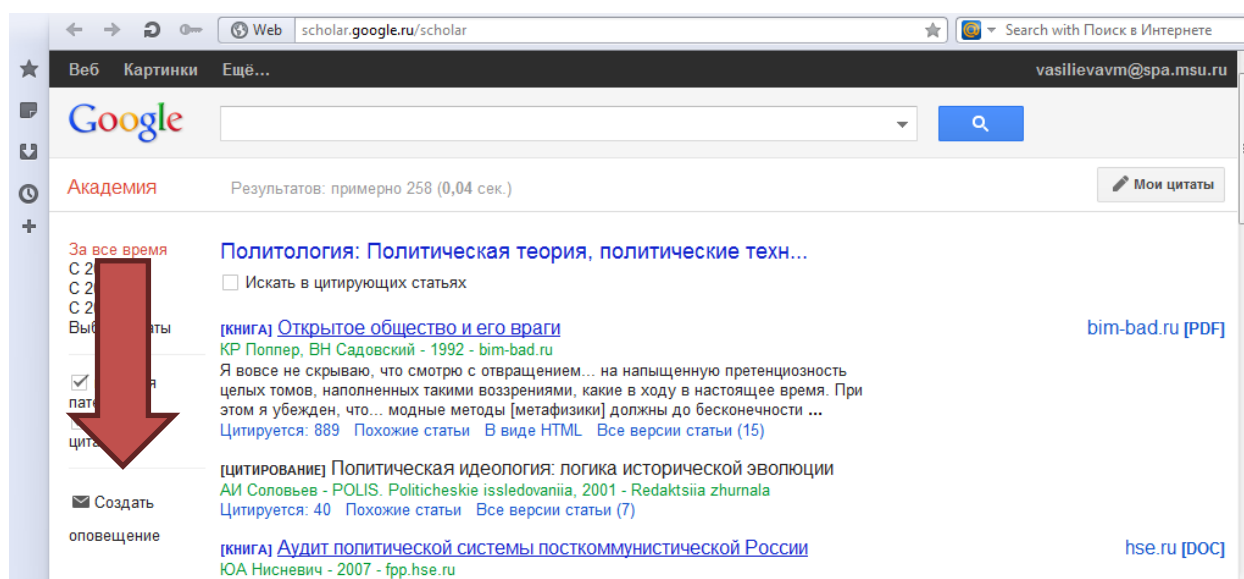 Web scholar.google.ru/scholar Search with Поиск в Интернете
Веб Картинки Ещё... vasilievavm@spa.msu.ru
Google
Академия Результатов: примерно 258 (0,04 сек.) Мои цитаты
За все время
С
С
С
Политология: Политическая теория, политические техн...
Искать в цитирующих статьях
[КНИГА] Открытое общество и его враги bim-bad.ru [PDF]
КР Поппер, ВН Садовский - 1992 - bim-bad.ru
Я вовсе не скрываю, что смотрю с отвращением... на напыщенную претенциозность
целых томов, наполненных такими воззрениями, какие в ходу в настоящее время. При
этом я убежден, что... модные методы [метафизики] должны до бесконечности ...
Цитируется: 889 Похожие статьи В виде HTML Все версии статьи (15)
[ЦИТИРОВАНИЕ] Политическая идеология: логика исторической эволюции
АИ Соловьев - POLIS. Politicheskie issledovaniia, 2001 - Redaktsiia zhurnala
Цитируется: 40 Похожие статьи Все версии статьи (7)
Создать
оповещение
[КНИГА] Аудит политической системы посткоммунистической России hse.ru [DOC]
ЮА Нисневич - 2007 - fpp.hse.ru